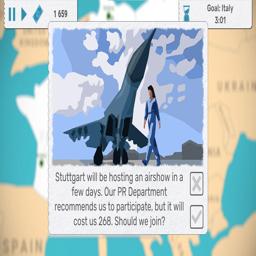 1 659
Goal: Italy
3:01
UKRAIN
Stuttgart will be hosting an airshow in a
few days. Our PR Department
recommends us to participate, but it will
cost us 268. Should we join?
SPAIN